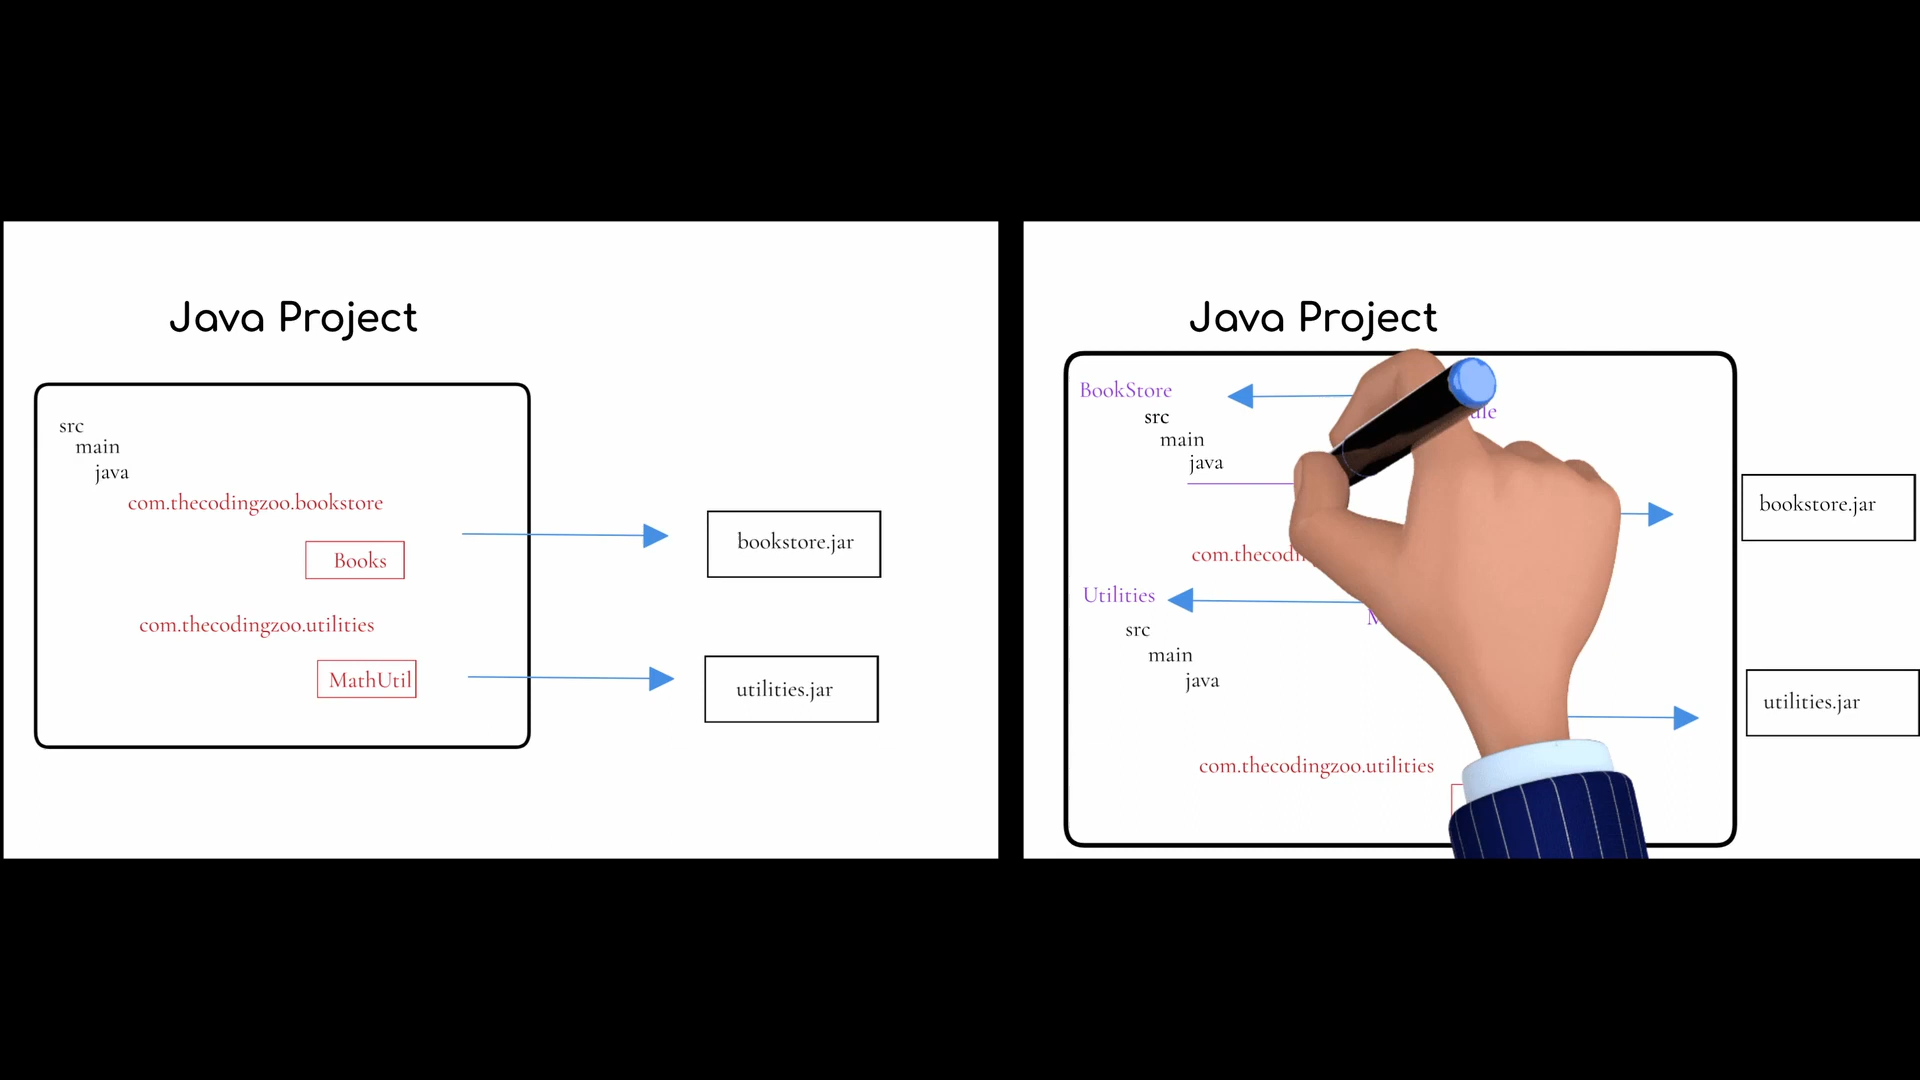 Java Project
src
main
java
com.thecodingzoo.bookstore
Books
com.thecodingzoo.utilities
MathUtil
bookstore.jar
utilities.jar
Java Project
BookStore
src
main
java
Utilities
src
main
java
com.thecodingzoo.utilities
bookstore.jar
utilities.jar